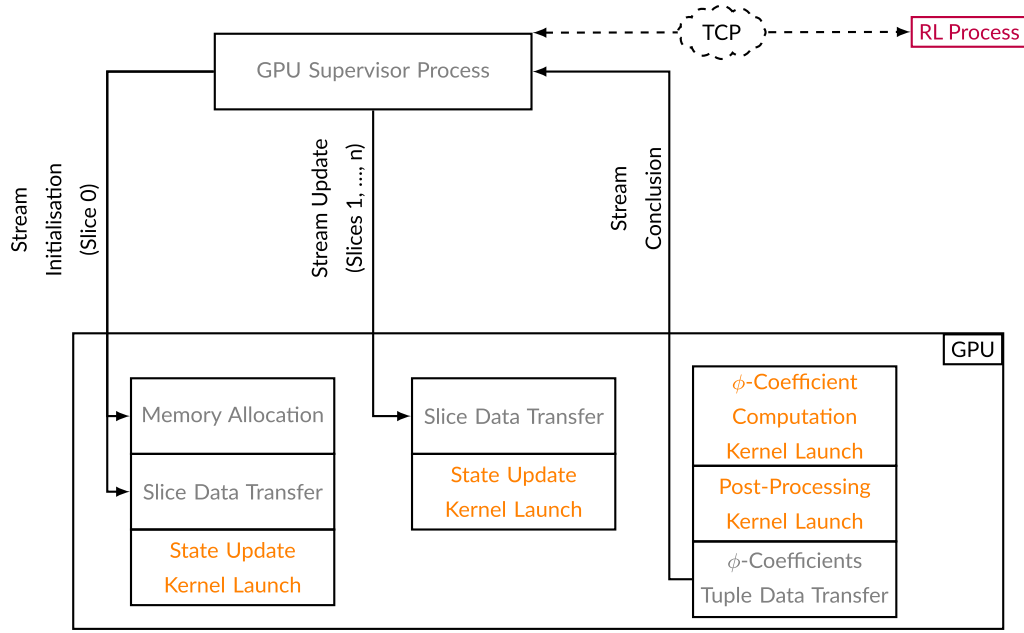 TCP
RL Process
GPU Supervisor Process
Stream
Initialisation
(Slice 0)
Stream Update
(Slices 1, ..., n)
Stream
Conclusion
GPU
Memory Allocation
Slice Data Transfer
State Update
Kernel Launch
Slice Data Transfer
State Update
Kernel Launch
ϕ-Coefficient
Computation
Kernel Launch
Post-Processing
Kernel Launch
ϕ-Coefficients
Tuple Data Transfer